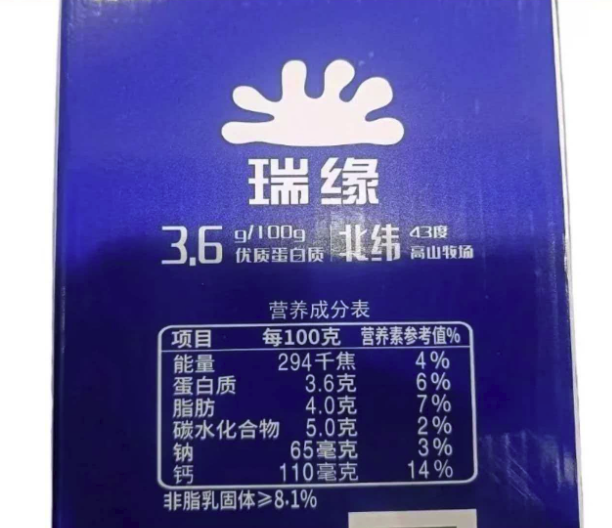 瑞缘
3.6 g/100g 北纬 43度
优质蛋白质 高山牧场
营养成分表
项目 每100克 营养素参考值%
能量 294千焦 4%
蛋白质 3.6克 6%
脂肪 4.0克 7%
碳水化合物 5.0克 2%
钠 65毫克 3%
钙 110毫克 14%
非脂乳固体≥8.1%